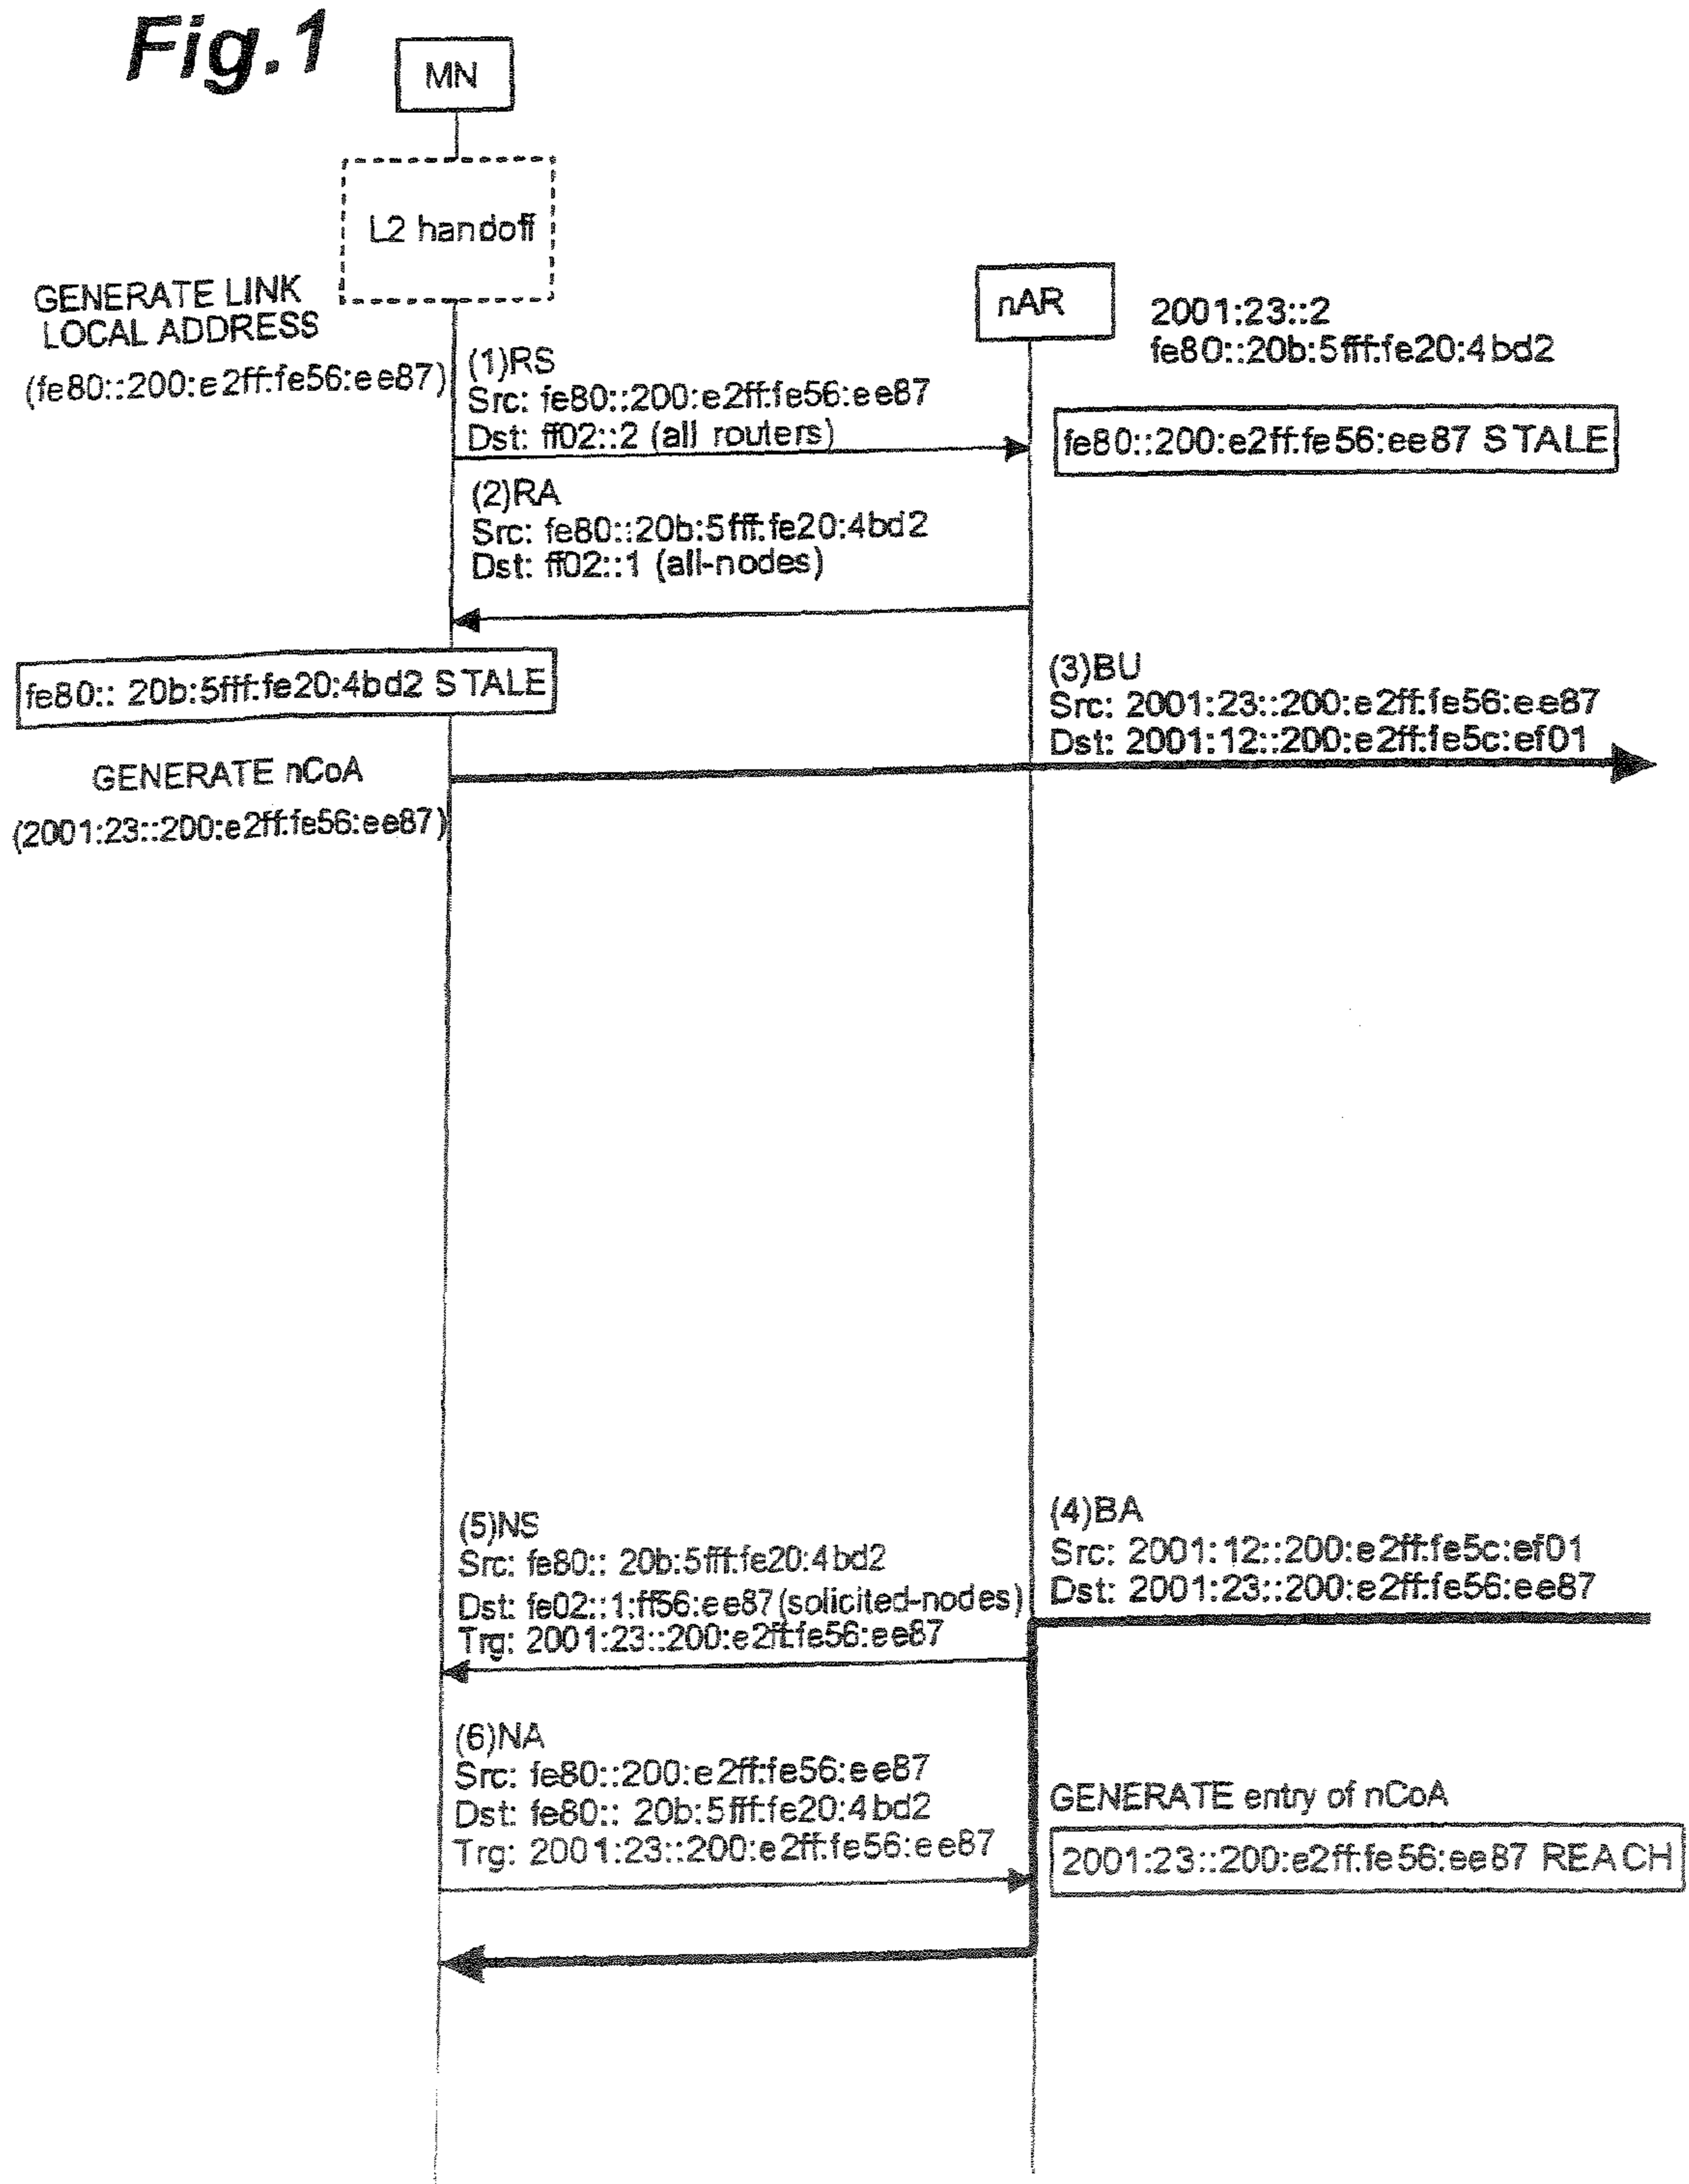 Fig.1
MN
L2 handoff
GENERATE LINK
LOCAL ADDRESS
(fe80::200:e2ff:fe56:ee87)
nAR
2001:23::2
fe80::20b:5fff:fe20:4bd2
(1)RS
Src: fe80::200:e2ff:fe56:ee87
Dst: ff02::2 (all routers)
fe80::200:e2ff:fe56:ee87 STALE
(2)RA
Src: fe80::20b:5fff:fe20:4bd2
Dst: ff02::1 (all-nodes)
fe80:: 20b:5fff:fe20:4bd2 STALE
(3)BU
Src: 2001:23::200:e2ff:fe56:ee87
Dst: 2001:12::200:e2ff:fe5c:ef01
GENERATE nCoA
(2001:23::200:e2ff:fe56:ee87)
(4)BA
Src: 2001:12::200:e2ff:fe5c:ef01
Dst: 2001:23::200:e2ff:fe56:ee87
(5)NS
Src: fe80:: 20b:5fff:fe20:4bd2
Dst: fe02::1:ff56:ee87(solicited-nodes)
Trg: 2001:23::200:e2ff:fe56:ee87
(6)NA
Src: fe80::200:e2ff:fe56:ee87
Dst: fe80:: 20b:5fff:fe20:4bd2
Trg: 2001:23::200:e2ff:fe56:ee87
GENERATE entry of nCoA
2001:23::200:e2ff:fe56:ee87 REACH